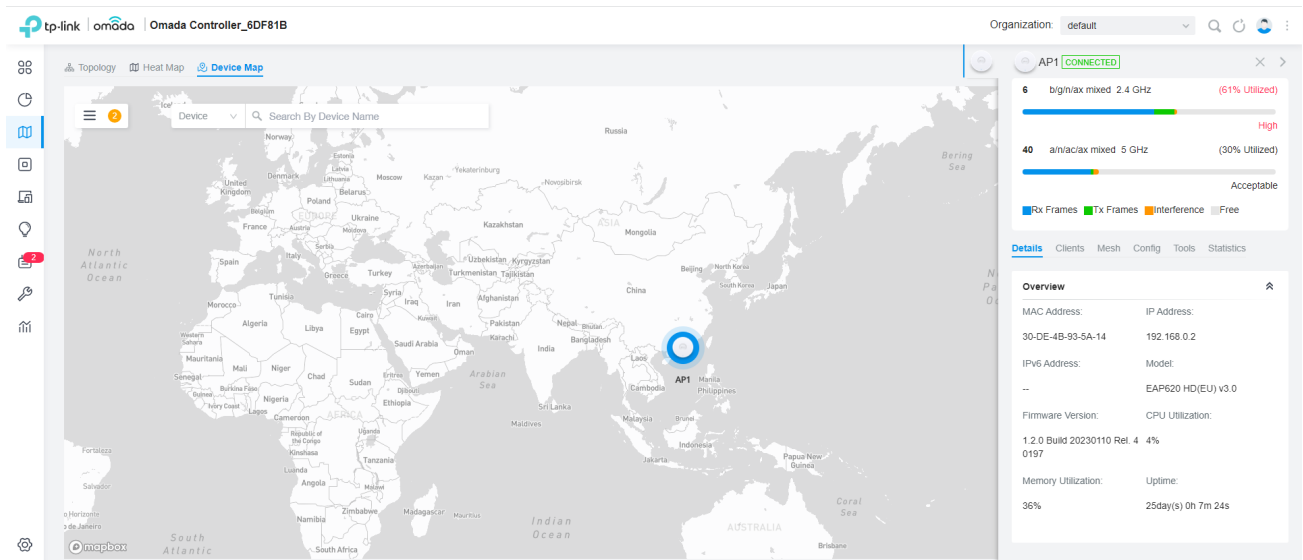 tp-link | omada | Omada Controller_6DF81B
Organization: default
Topology Heat Map Device Map
AP1 CONNECTED
2
Device Search By Device Name
6 b/g/n/ax mixed 2.4 GHz (61% Utilized)
High
40 a/n/ac/ax mixed 5 GHz (30% Utilized)
Acceptable
Rx Frames Tx Frames Interference Free
Details Clients Mesh Config Tools Statistics
Overview
MAC Address: IP Address:
30-DE-4B-93-5A-14 192.168.0.2
IPv6 Address: Model:
-- EAP620 HD(EU) v3.0
Firmware Version: CPU Utilization:
1.2.0 Build 20230110 Rel. 4 4%
0197
Memory Utilization: Uptime:
36% 25day(s) 0h 7m 24s
2
Russia
Norway
Estonia
Latvia
Lithuania
Denmark
Moscow
Kazan
Yekaterinburg
Novosibirsk
Bering
Sea
United
Kingdom
Belarus
Poland
Belgium
EUROPE
Ukraine
France
Austria
Moldova
Kazakhstan
ASIA
Mongolia
Serbia
Italy
Spain
Greece
Turkey
Azerbaijan
Uzbekistan
Kyrgyzstan
Turkmenistan
Tajikistan
Beijing
North Korea
South Korea
Japan
North
Atlantic
Ocean
Morocco
Tunisia
Syria
Iraq
Iran
Afghanistan
China
Cairo
Kuwait
Algeria
Libya
Egypt
Pakistan
Karachi
Nepal
Bhutan
Western
Sahara
Saudi Arabia
Oman
India
Bangladesh
Mauritania
Mali
Niger
Chad
Sudan
Eritrea
Yemen
Arabian
Sea
Laos
AP1
Manila
Philippines
Cambodia
Senegal
Guinea
Burkina Faso
Nigeria
Djibouti
Ethiopia
Ivory Coast
Lagos
Cameroon
AFRICA
Sri Lanka
Maldives
Malaysia
Brunei
Republic of
the Congo
Uganda
Kinshasa
Indonesia
Jakarta
Papua New
Guinea
Fortaleza
Tanzania
Luanda
Angola
Malawi
Salvador
Zimbabwe
Madagascar
Mauritius
Namibia
Indian
Ocean
Coral
Sea
AUSTRALIA
South
Atlantic
South Africa
Brisbane
mapbox